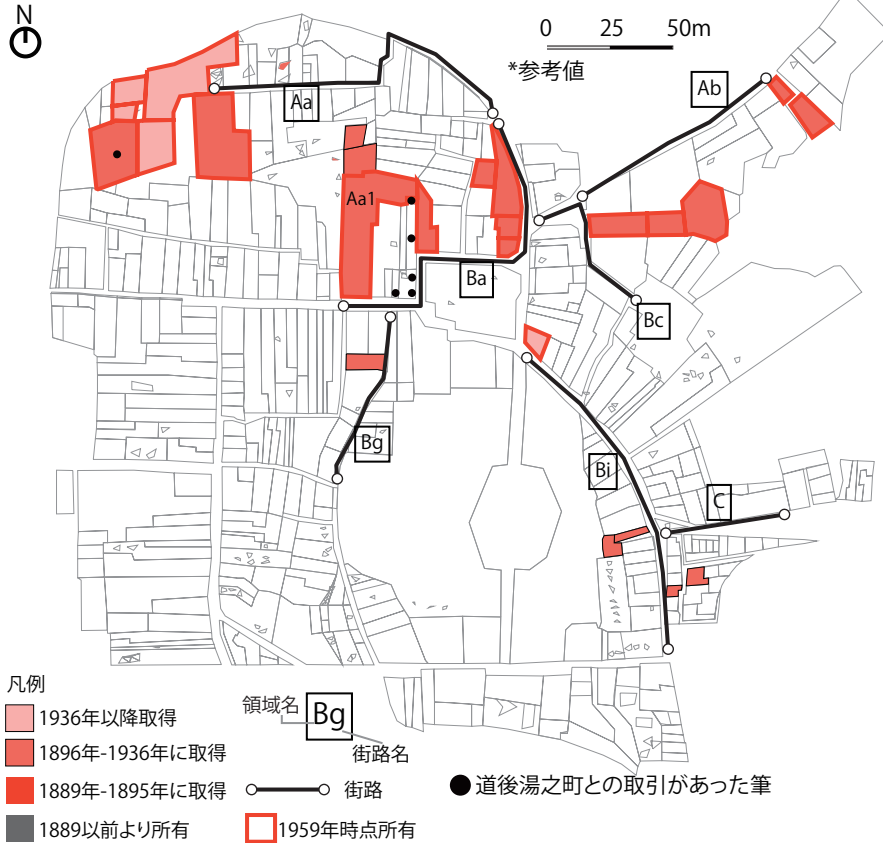 N
0 25 50m
*参考値
Aa
Ab
Aa1
Ba
Bc
Bg
Bi
C
凡例
1936年以降取得
1896年-1936年に取得
1889年-1895年に取得
1889以前より所有
領域名
Bg
街路名
街路
1959年時点所有
道後湯之町との取引があった筆